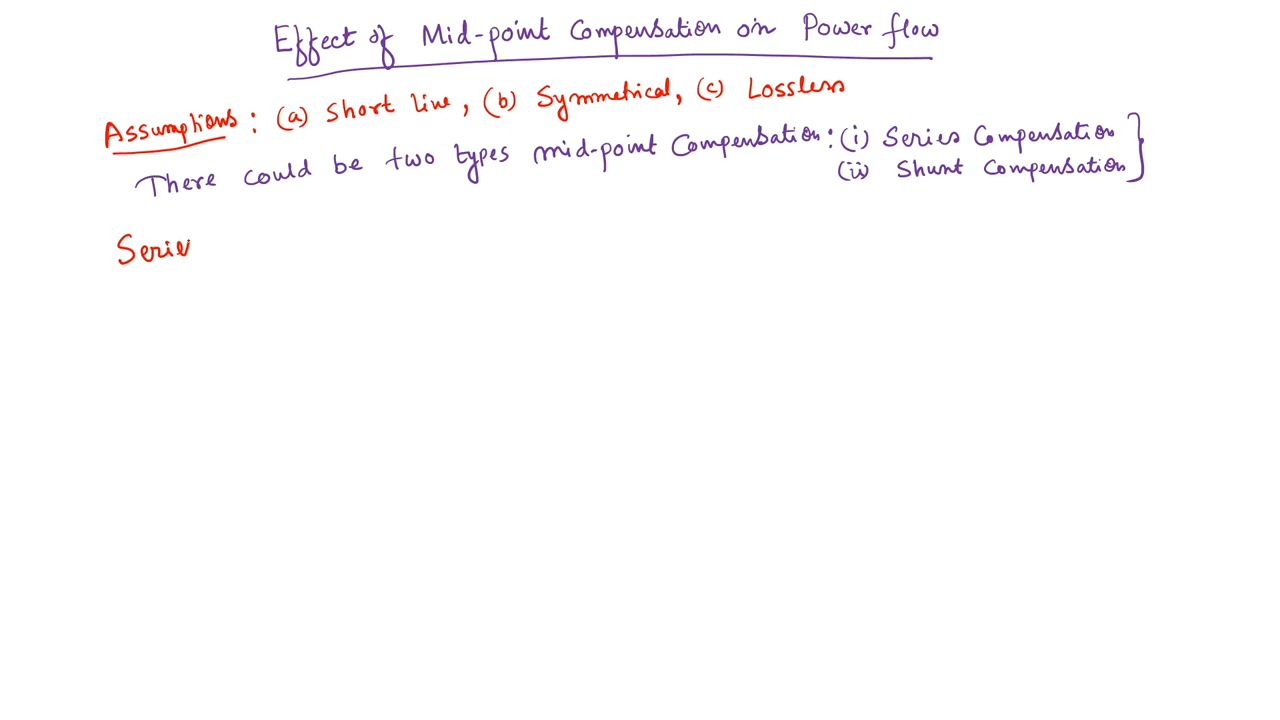 Effect of Mid-point Compensation on Power flow
Assumptions : (a) Short line, (b) Symmetrical, (c) Lossless
There could be two types mid-point Compensation : (i) Series Compensation
(ii) Shunt Compensation
Serie